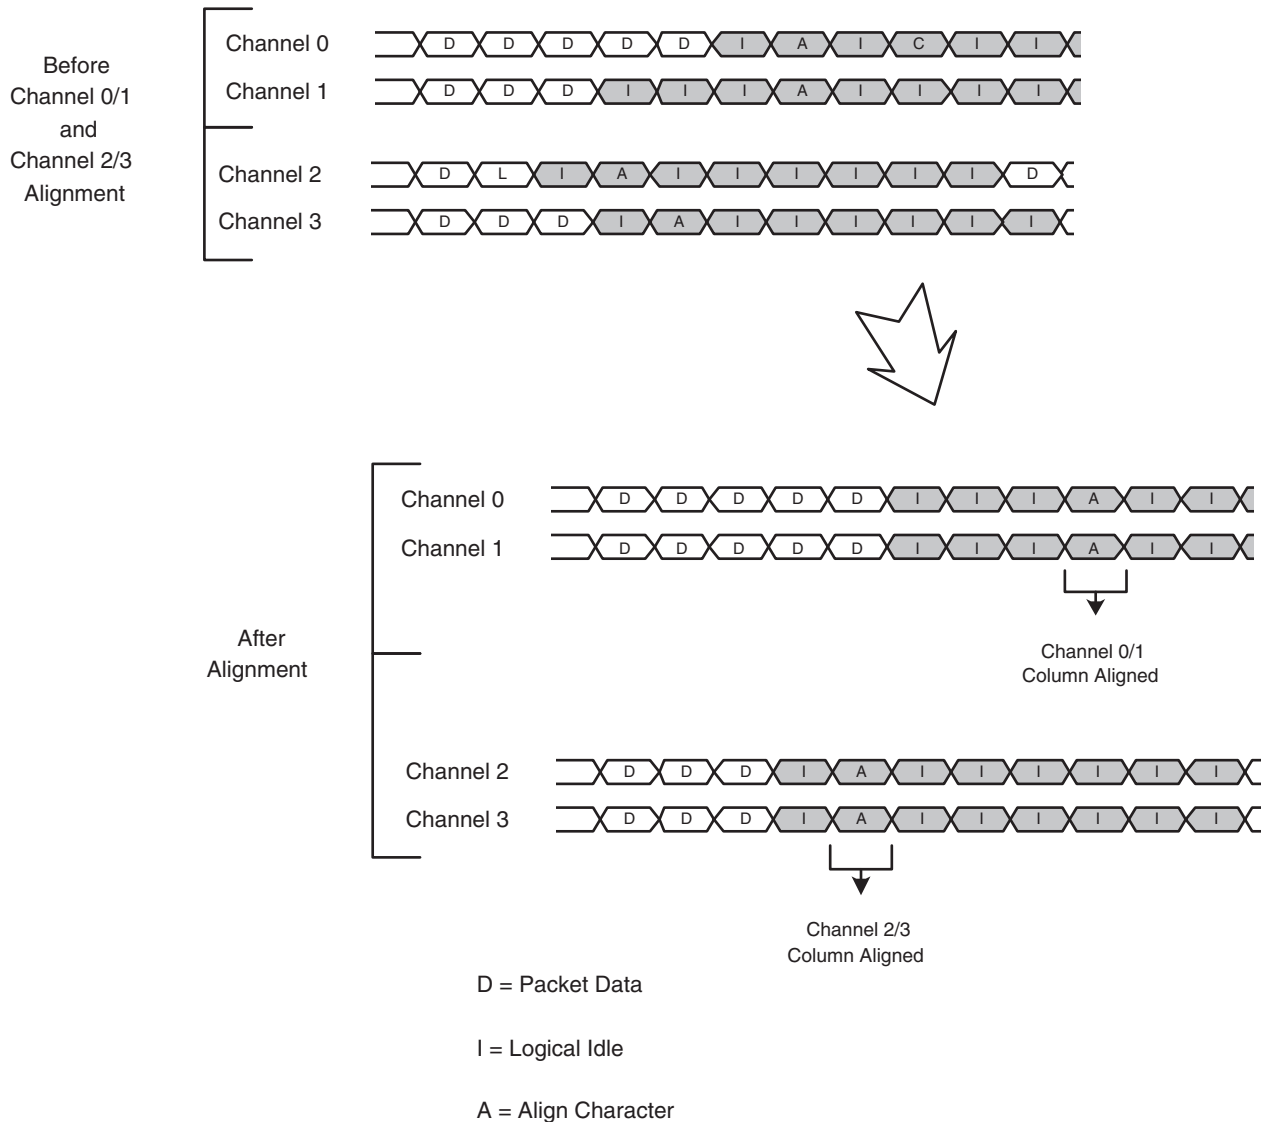 Before
Channel 0/1
and
Channel 2/3
Alignment
Channel 0 D D D D D I A I C I I
Channel 1 D D D I I I A I I I I
Channel 2 D L I A I I I I I I D
Channel 3 D D D I A I I I I I I
After
Alignment
Channel 0 D D D D D I I I A I I
Channel 1 D D D D D I I I A I I
Channel 0/1
Column Aligned
Channel 2 D D D I A I I I I I I
Channel 3 D D D I A I I I I I I
Channel 2/3
Column Aligned
D = Packet Data
I = Logical Idle
A = Align Character